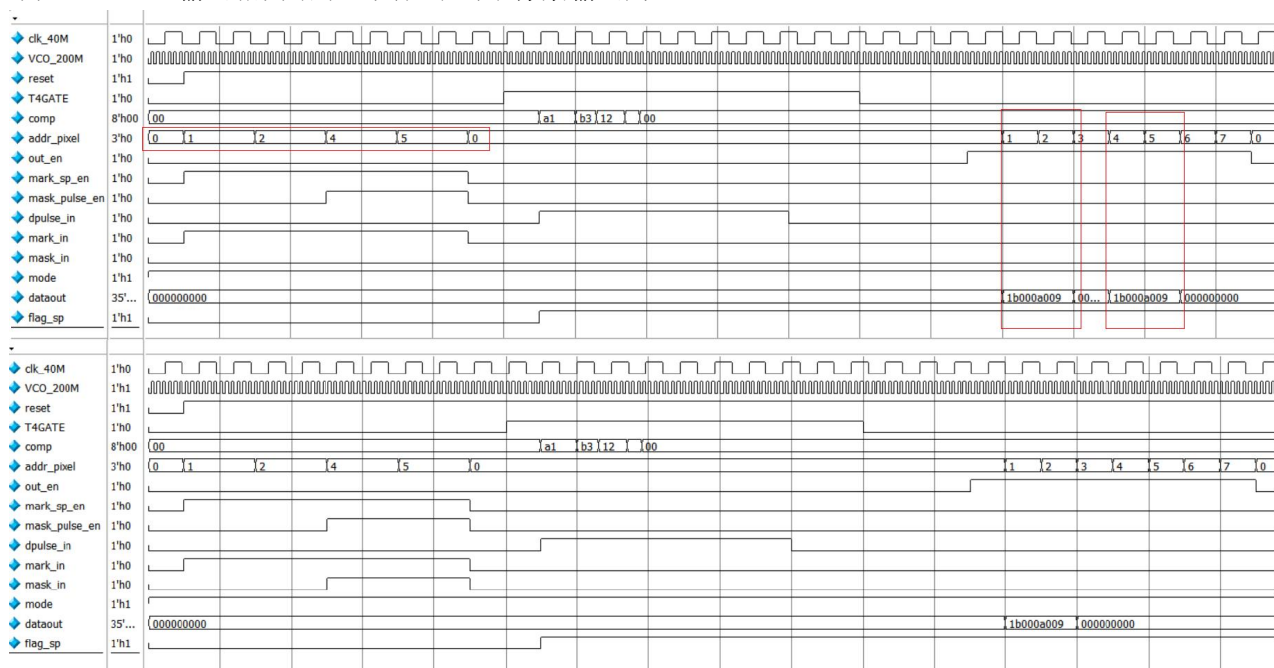 clk_40M 1'h0
VCO_200M 1'h0
reset 1'h1
T4GATE 1'h0
comp 8'h00 00 a1 b3 12 00
addr_pixel 3'h0 0 1 2 4 5 0 1 2 3 4 5 6 7 0
out_en 1'h0
mark_sp_en 1'h0
mask_pulse_en 1'h0
dpulse_in 1'h0
mark_in 1'h0
mask_in 1'h0
mode 1'h1
dataout 35'... 000000000 1b000a009 00... 1b000a009 000000000
flag_sp 1'h1
clk_40M 1'h0
VCO_200M 1'h1
reset 1'h1
T4GATE 1'h0
comp 8'h00 00 a1 b3 12 00
addr_pixel 3'h0 0 1 2 4 5 0 1 2 3 4 5 6 7 0
out_en 1'h0
mark_sp_en 1'h0
mask_pulse_en 1'h0
dpulse_in 1'h0
mark_in 1'h0
mask_in 1'h0
mode 1'h1
dataout 35'... 000000000 1b000a009 000000000
flag_sp 1'h1